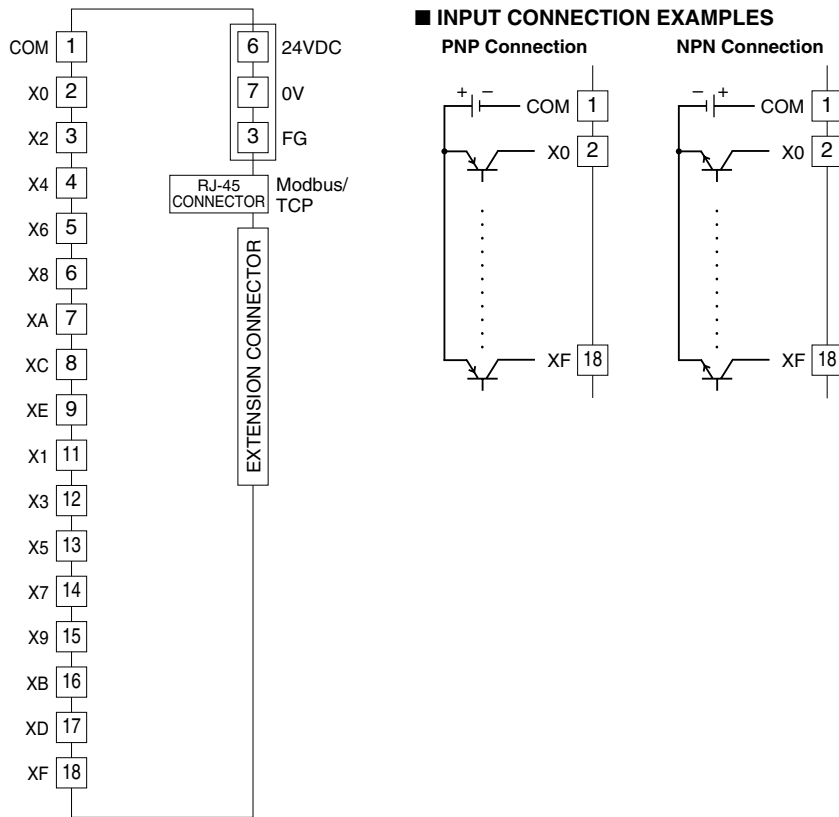 COM 1
X0 2
X2 3
X4 4
X6 5
X8 6
XA 7
XC 8
XE 9
X1 11
X3 12
X5 13
X7 14
X9 15
XB 16
XD 17
XF 18
6 24VDC
7 0V
3 FG
RJ-45
CONNECTOR
Modbus/
TCP
EXTENSION CONNECTOR
■ INPUT CONNECTION EXAMPLES
PNP Connection
+ −
COM 1
X0 2
XF 18
NPN Connection
− +
COM 1
X0 2
XF 18